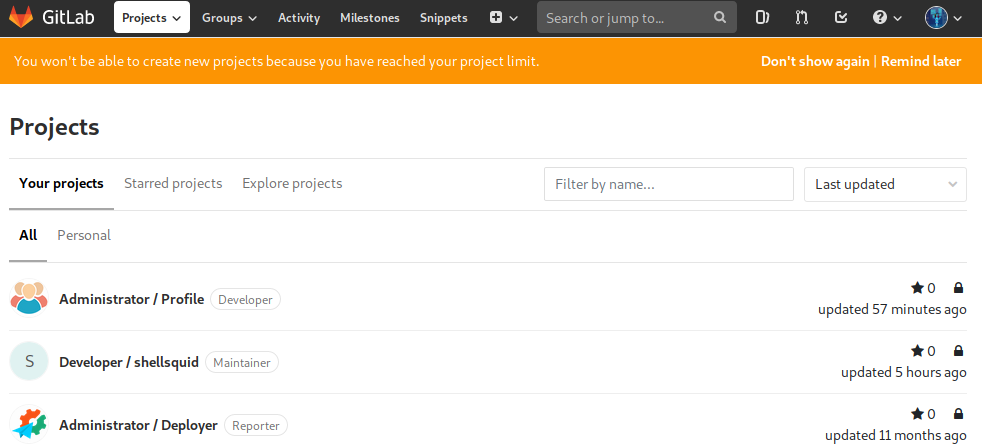 GitLab Projects Groups Activity Milestones Snippets Search or jump to...
You won't be able to create new projects because you have reached your project limit. Don't show again | Remind later
Projects
Your projects Starred projects Explore projects Filter by name... Last updated
All Personal
Administrator / Profile Developer 0
updated 57 minutes ago
S Developer / shellsquid Maintainer 0
updated 5 hours ago
Administrator / Deployer Reporter 0
updated 11 months ago